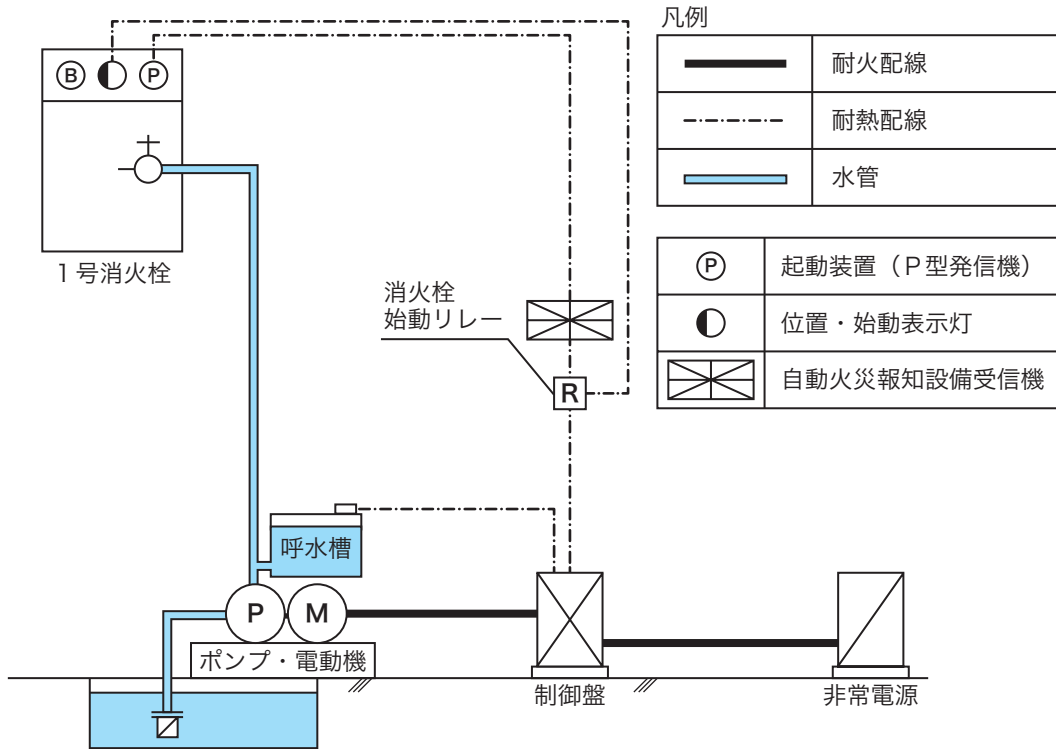 凡例
B
P
耐火配線
耐熱配線
水管
1号消火栓
P
起動装置(P型発信機)
位置・始動表示灯
自動火災報知設備受信機
消火栓
始動リレー
R
呼水槽
P
M
ポンプ・電動機
制御盤
非常電源